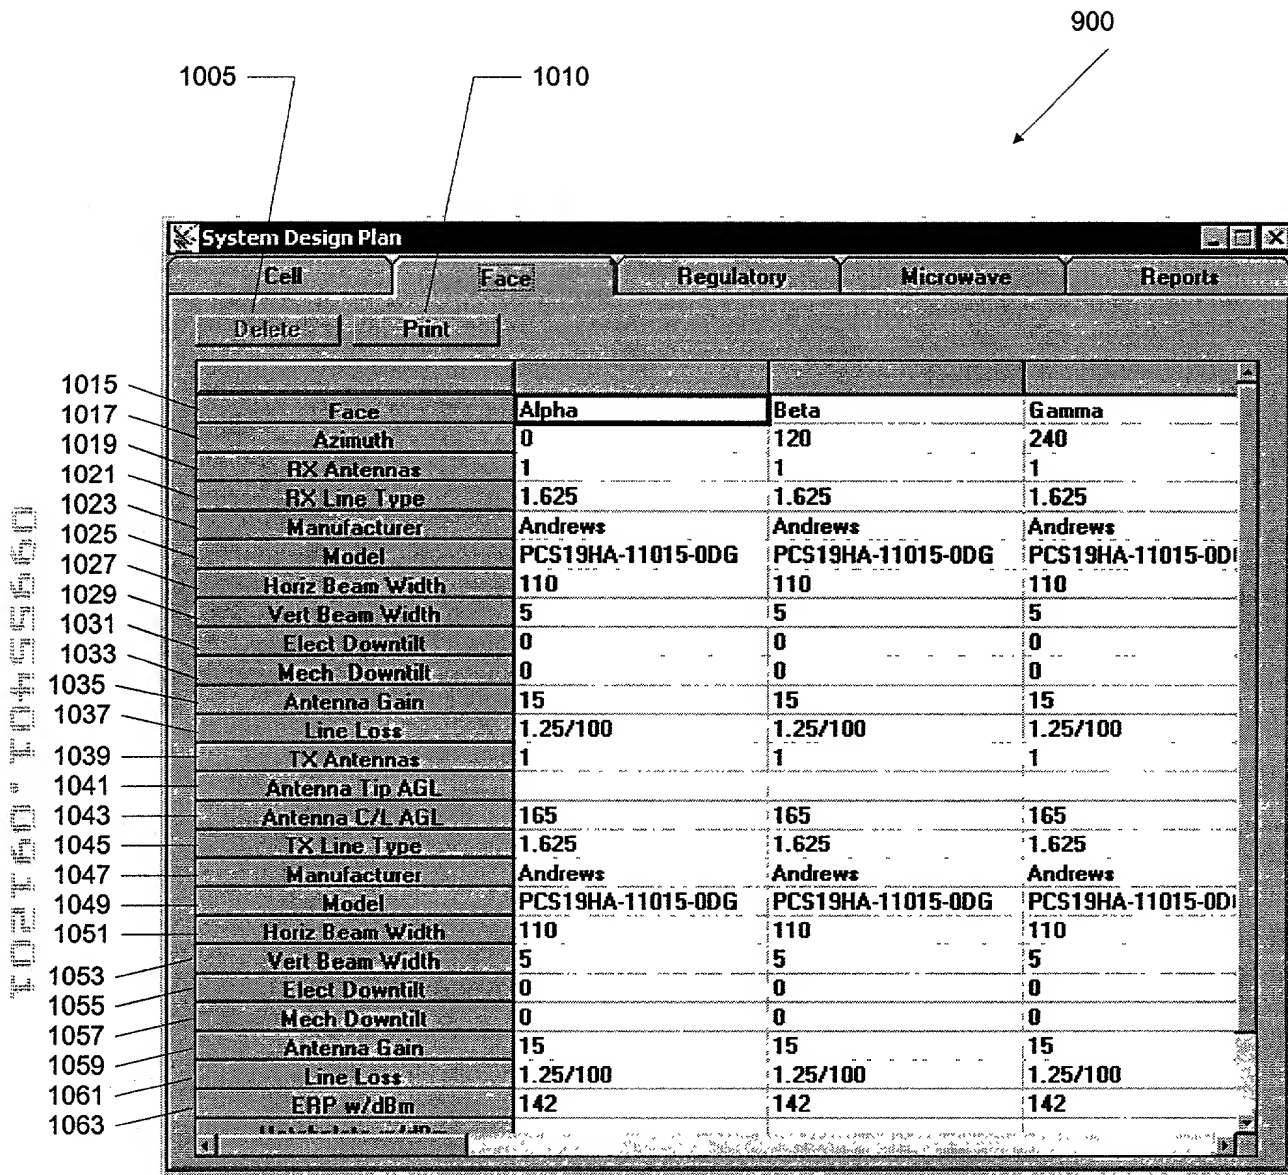 900
1005 1010
System Design Plan
Cell Face Regulatory Microwave Reports
Delete Print
1015 Face Alpha Beta Gamma
1017 Azimuth 0 120 240
1019 RX Antennas 1 1 1
1021 RX Line Type 1.625 1.625 1.625
1023 Manufacturer Andrews Andrews Andrews
1025 Model PCS19HA-11015-0DG PCS19HA-11015-0DG PCS19HA-11015-0D
1027 Horiz Beam Width 110 110 110
1029 Vert Beam Width 5 5 5
1031 Elect Downtilt 0 0 0
1033 Mech Downtilt 0 0 0
1035 Antenna Gain 15 15 15
1037 Line Loss 1.25/100 1.25/100 1.25/100
1039 TX Antennas 1 1 1
1041 Antenna Tip AGL
1043 Antenna C/L AGL 165 165 165
1045 TX Line Type 1.625 1.625 1.625
1047 Manufacturer Andrews Andrews Andrews
1049 Model PCS19HA-11015-0DG PCS19HA-11015-0DG PCS19HA-11015-0D
1051 Horiz Beam Width 110 110 110
1053 Vert Beam Width 5 5 5
1055 Elect Downtilt 0 0 0
1057 Mech Downtilt 0 0 0
1059 Antenna Gain 15 15 15
1061 Line Loss 1.25/100 1.25/100 1.25/100
1063 ERP w/dBm 142 142 142